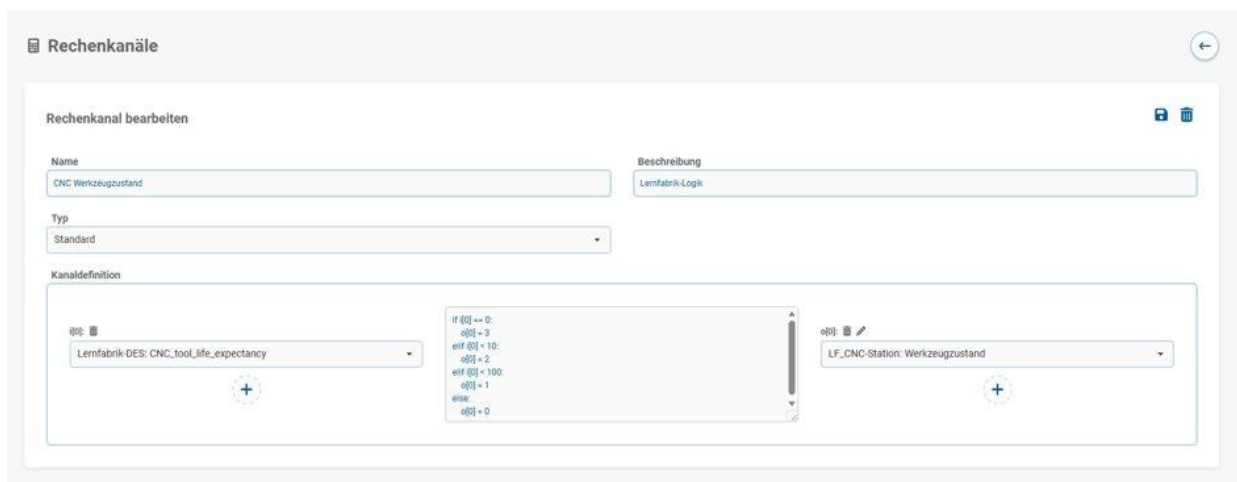 Rechenkanäle
Rechenkanal bearbeiten
Name
CNC Werkzeugzustand
Beschreibung
Lernfabrik-Logik
Typ
Standard
Kanaldefinition
i[0]:
Lernfabrik-DES: CNC_tool_life_expectancy
if i[0] == 0:
o[0] = 3
elif i[0] < 10:
o[0] = 2
elif i[0] < 100:
o[0] = 1
else:
o[0] = 0
o[0]:
LF_CNC-Station: Werkzeugzustand